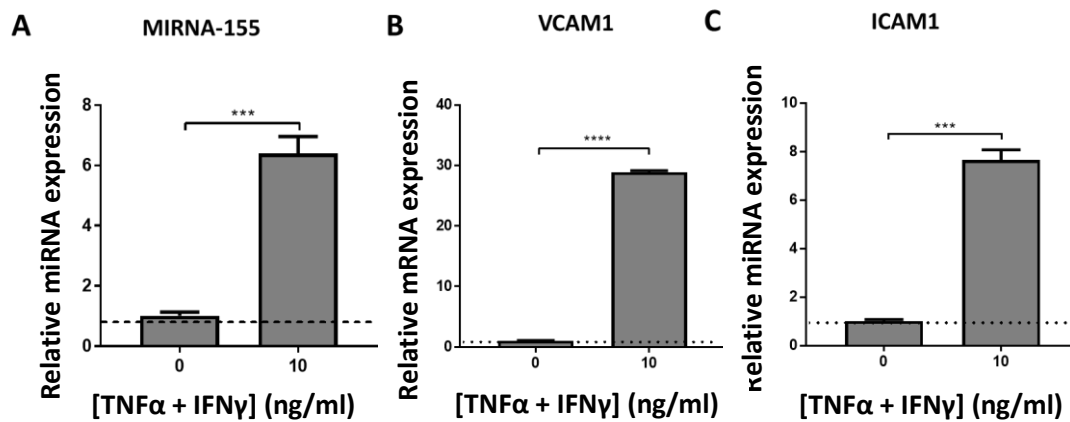 A
MIRNA-155
Relative miRNA expression
8
6
4
2
0
***
0
10
[TNFα + IFNγ] (ng/ml)
B
VCAM1
Relative mRNA expression
40
30
20
10
0
****
0
10
[TNFα + IFNγ] (ng/ml)
C
ICAM1
Relative miRNA expression
10
8
6
4
2
0
***
0
10
[TNFα + IFNγ] (ng/ml)